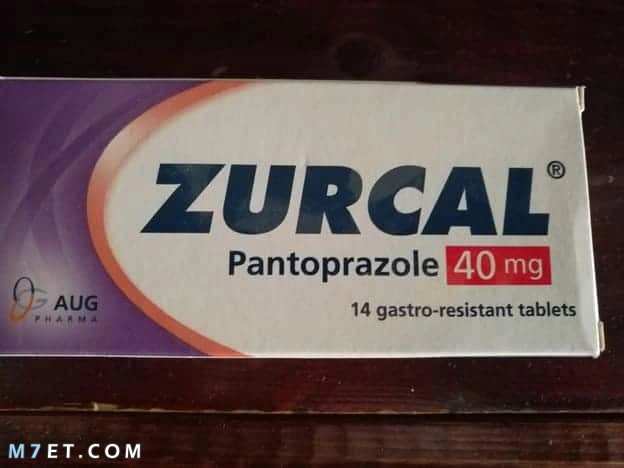 ZURCAL®
Pantoprazole 40 mg
14 gastro-resistant tablets
AUG
PHARMA
M7ET.COM